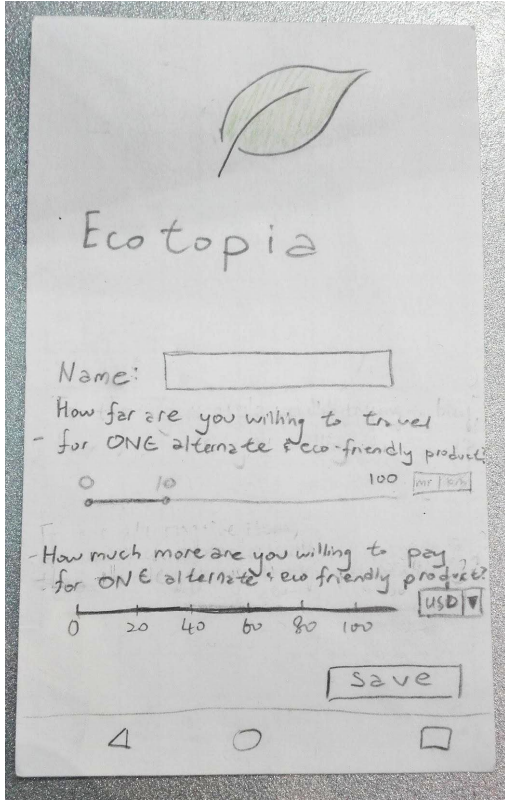 Ecotopia
Name:
How far are you willing to travel
- for ONE alternate & eco-friendly product?
0 10 100 mi | km
- How much more are you willing to pay
- for ONE alternate & eco friendly product?
USD
0 20 40 60 80 100
save